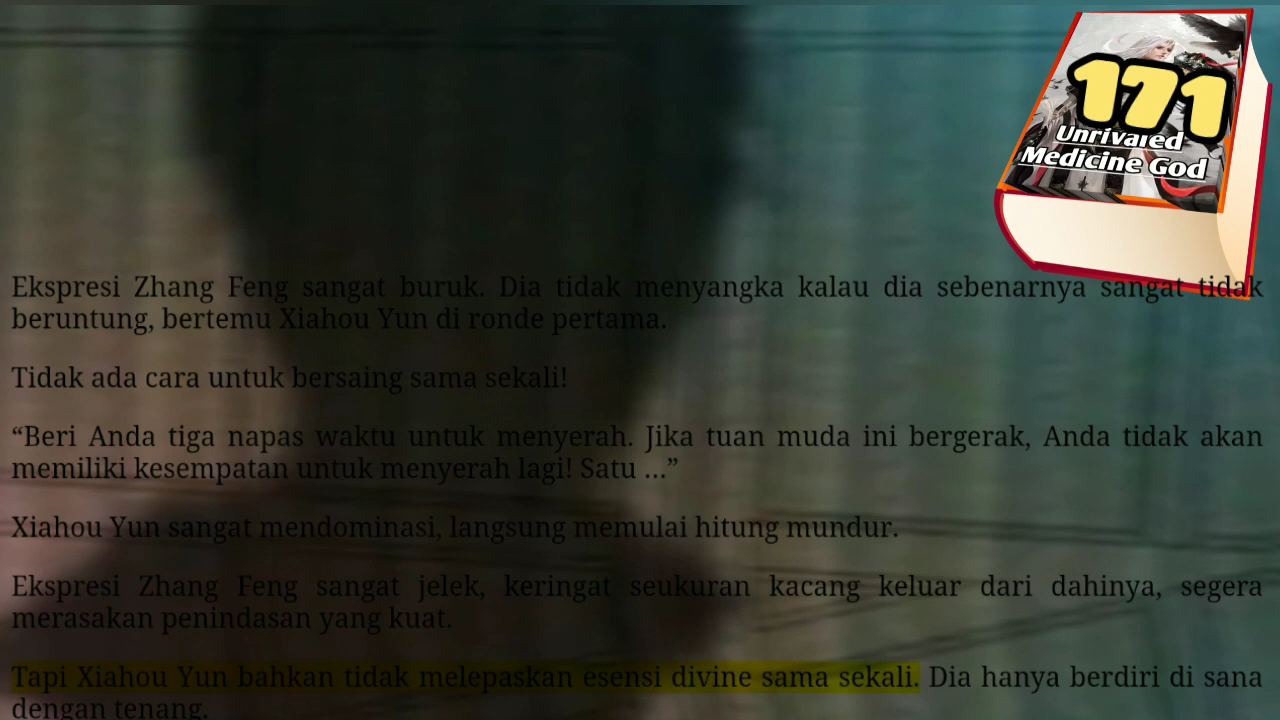 171
Unrivaled
Medicine God
Ekspresi Zhang Feng sangat buruk. Dia tidak menyangka kalau dia sebenarnya sangat tidak
beruntung, bertemu Xiahou Yun di ronde pertama.
Tidak ada cara untuk bersaing sama sekali!
“Beri Anda tiga napas waktu untuk menyerah. Jika tuan muda ini bergerak, Anda tidak akan
memiliki kesempatan untuk menyerah lagi! Satu ...”
Xiahou Yun sangat mendominasi, langsung memulai hitung mundur.
Ekspresi Zhang Feng sangat jelek, keringat seukuran kacang keluar dari dahinya, segera
merasakan penindasan yang kuat.
Tapi Xiahou Yun bahkan tidak melepaskan esensi divine sama sekali. Dia hanya berdiri di sana
dengan tenang.